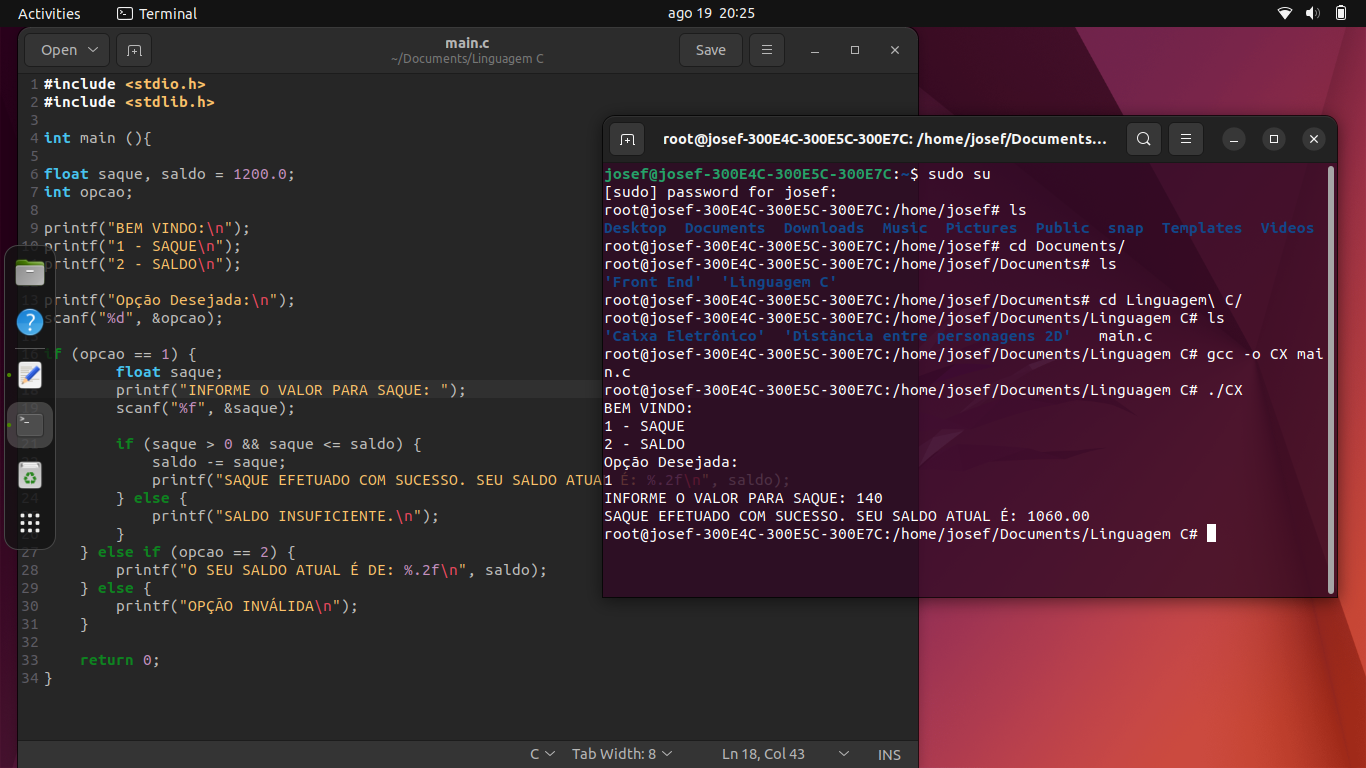 Activities Terminal ago 19 20:25
Open main.c Save
~/Documents/Linguagem C
1 #include <stdio.h>
2 #include <stdlib.h>
3
4 int main (){
5
6 float saque, saldo = 1200.0;
7 int opcao;
8
9 printf("BEM VINDO:\n");
10 printf("1 - SAQUE\n");
printf("2 - SALDO\n");
13 printf("Opção Desejada:\n");
scanf("%d", &opcao);
16 if (opcao == 1) {
float saque;
18 printf("INFORME O VALOR PARA SAQUE: ");
19 scanf("%f", &saque);
21 if (saque > 0 && saque <= saldo) {
saldo -= saque;
printf("SAQUE EFETUADO COM SUCESSO. SEU SALDO ATUAL É: %.2f\n", saldo);
24 } else {
printf("SALDO INSUFICIENTE.\n");
26 }
27 } else if (opcao == 2) {
28 printf("O SEU SALDO ATUAL É DE: %.2f\n", saldo);
29 } else {
30 printf("OPÇÃO INVÁLIDA\n");
31 }
32
33 return 0;
34 }
C Tab Width: 8 Ln 18, Col 43 INS
root@josef-300E4C-300E5C-300E7C: /home/josef/Documents...
josef@josef-300E4C-300E5C-300E7C:~$ sudo su
[sudo] password for josef:
root@josef-300E4C-300E5C-300E7C:/home/josef# ls
Desktop Documents Downloads Music Pictures Public snap Templates Videos
root@josef-300E4C-300E5C-300E7C:/home/josef# cd Documents/
root@josef-300E4C-300E5C-300E7C:/home/josef/Documents# ls
'Front End' 'Linguagem C'
root@josef-300E4C-300E5C-300E7C:/home/josef/Documents# cd Linguagem\ C/
root@josef-300E4C-300E5C-300E7C:/home/josef/Documents/Linguagem C# ls
'Caixa Eletrônico' 'Distância entre personagens 2D' main.c
root@josef-300E4C-300E5C-300E7C:/home/josef/Documents/Linguagem C# gcc -o CX mai
n.c
root@josef-300E4C-300E5C-300E7C:/home/josef/Documents/Linguagem C# ./CX
BEM VINDO:
1 - SAQUE
2 - SALDO
Opção Desejada:
1
INFORME O VALOR PARA SAQUE: 140
SAQUE EFETUADO COM SUCESSO. SEU SALDO ATUAL É: 1060.00
root@josef-300E4C-300E5C-300E7C:/home/josef/Documents/Linguagem C#